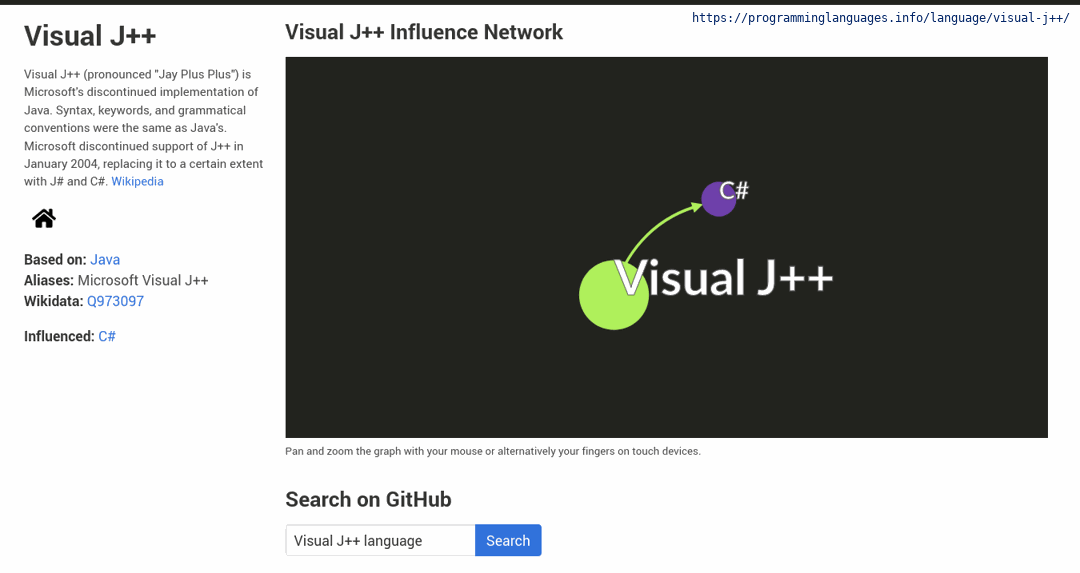 https://programminglanguages.info/language/visual-j++/
Visual J++
Visual J++ (pronounced "Jay Plus Plus") is
Microsoft's discontinued implementation of
Java. Syntax, keywords, and grammatical
conventions were the same as Java's.
Microsoft discontinued support of J++ in
January 2004, replacing it to a certain extent
with J# and C#. Wikipedia
Based on: Java
Aliases: Microsoft Visual J++
Wikidata: Q973097
Influenced: C#
Visual J++ Influence Network
C#
Visual J++
Pan and zoom the graph with your mouse or alternatively your fingers on touch devices.
Search on GitHub
Visual J++ language
Search